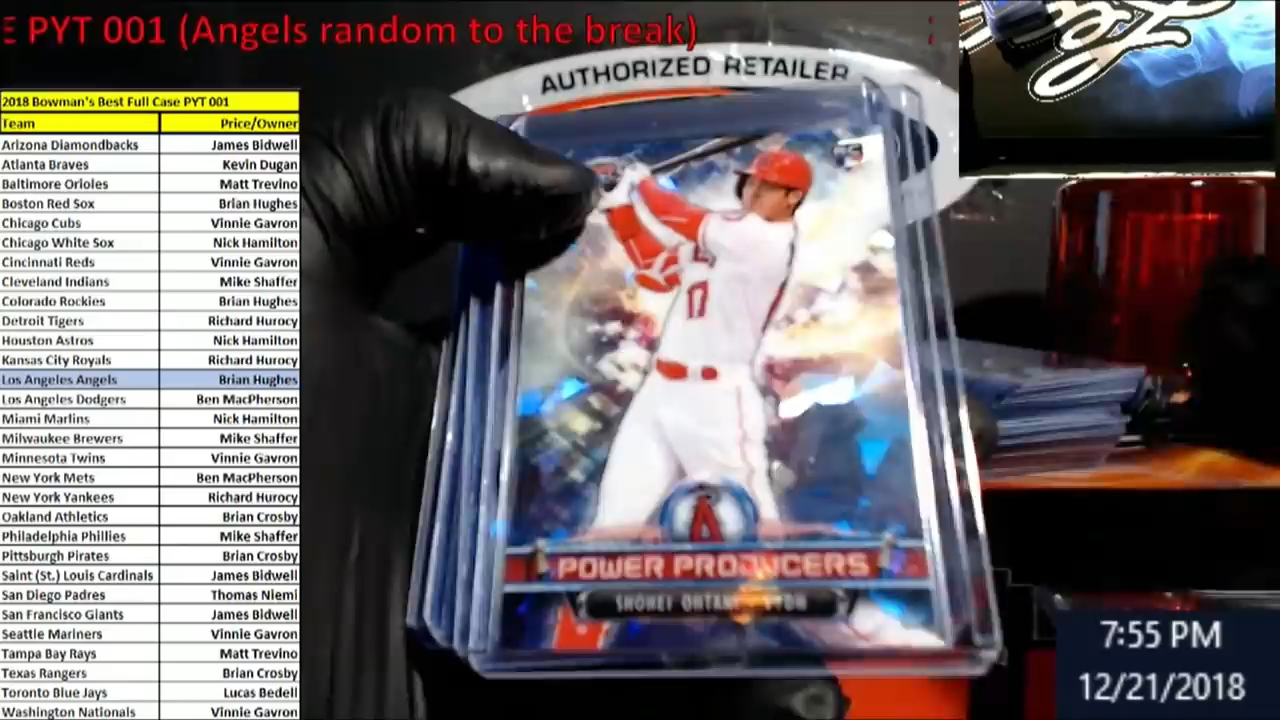 E PYT 001 (Angels random to the break)
AUTHORIZED RETAILER
2018 Bowman's Best Full Case PYT 001
Team Price/Owner
Arizona Diamondbacks James Bidwell
Atlanta Braves Kevin Dugan
Baltimore Orioles Matt Trevino
Boston Red Sox Brian Hughes
Chicago Cubs Vinnie Gavron
Chicago White Sox Nick Hamilton
Cincinnati Reds Vinnie Gavron
Cleveland Indians Mike Shaffer
Colorado Rockies Brian Hughes
Detroit Tigers Richard Hurocy
Houston Astros Nick Hamilton
Kansas City Royals Richard Hurocy
Los Angeles Angels Brian Hughes
Los Angeles Dodgers Ben MacPherson
Miami Marlins Nick Hamilton
Milwaukee Brewers Mike Shaffer
Minnesota Twins Vinnie Gavron
New York Mets Ben MacPherson
New York Yankees Richard Hurocy
Oakland Athletics Brian Crosby
Philadelphia Phillies Mike Shaffer
Pittsburgh Pirates Brian Crosby
Saint (St.) Louis Cardinals James Bidwell
San Diego Padres Thomas Niemi
San Francisco Giants James Bidwell
Seattle Mariners Vinnie Gavron
Tampa Bay Rays Matt Trevino
Texas Rangers Brian Crosby
Toronto Blue Jays Lucas Bedell
Washington Nationals Vinnie Gavron
17
A
POWER PRODUCERS
SHOHEI OHTANI
7:55 PM
12/21/2018